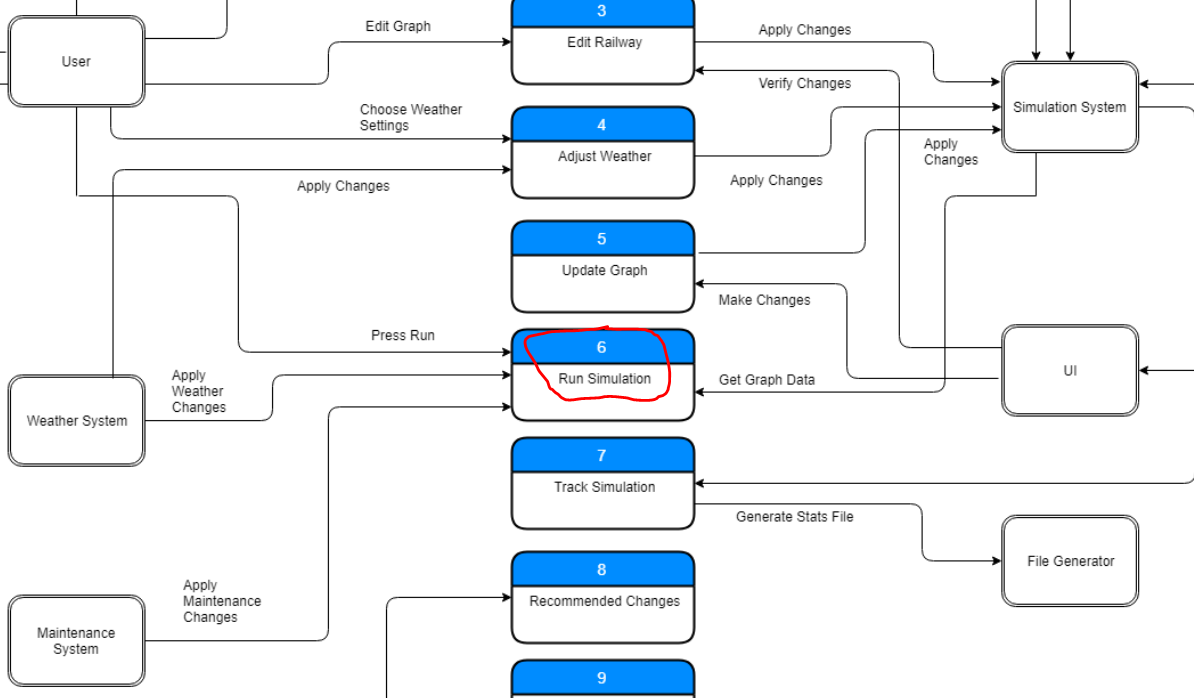 3
Edit Graph
Edit Railway
Apply Changes
User
Verify Changes
Simulation System
Choose Weather
Settings
4
Adjust Weather
Apply
Changes
Apply Changes
Apply Changes
5
Update Graph
Make Changes
Press Run
6
Run Simulation
UI
Get Graph Data
Apply
Weather
Changes
Weather System
7
Track Simulation
Generate Stats File
File Generator
8
Recommended Changes
Apply
Maintenance
Changes
Maintenance
System
9